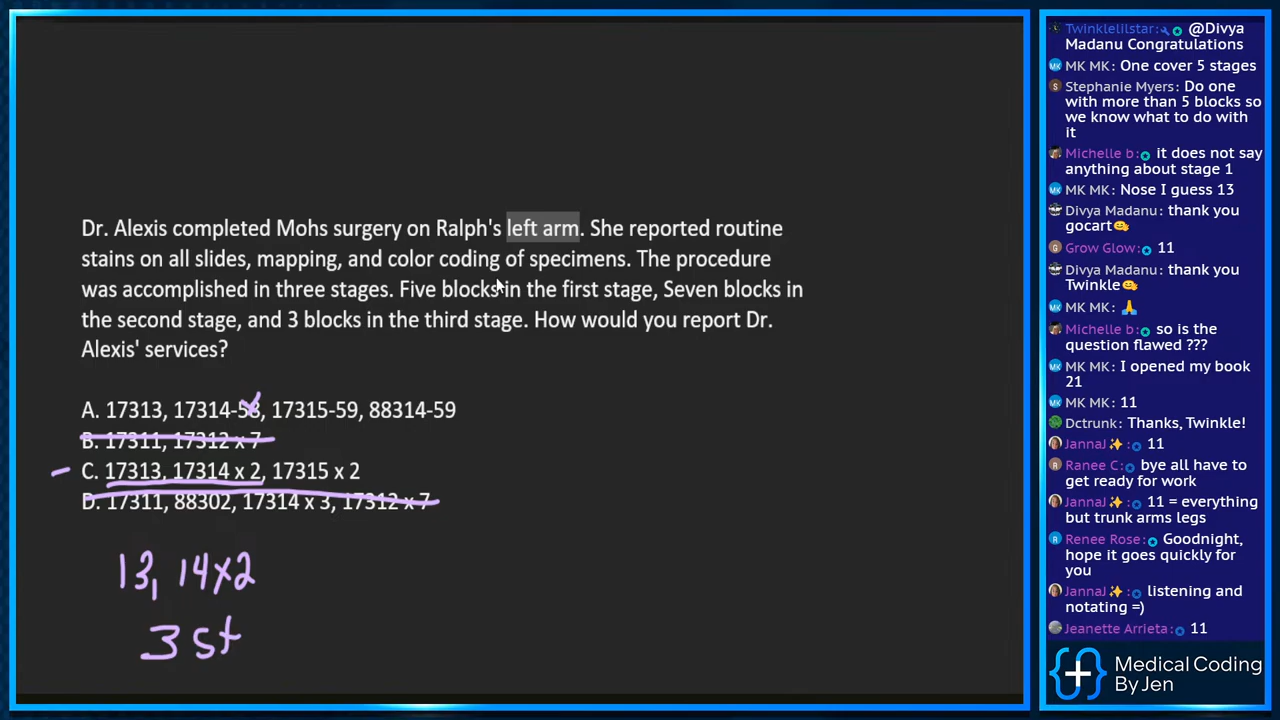 Dr. Alexis completed Mohs surgery on Ralph's left arm. She reported routine
stains on all slides, mapping, and color coding of specimens. The procedure
was accomplished in three stages. Five blocks in the first stage, Seven blocks in
the second stage, and 3 blocks in the third stage. How would you report Dr.
Alexis' services?
A. 17313, 17314-58, 17315-59, 88314-59
B. 17311, 17312 x 7
C. 17313, 17314 x 2, 17315 x 2
D. 17311, 88302, 17314 x 3, 17312 x 7
13, 14x2
3 st
Twinklelilstar: @Divya
Madanu Congratulations
MK MK: One cover 5 stages
Stephanie Myers: Do one
with more than 5 blocks so
we know what to do with
it
Michelle b: it does not say
anything about stage 1
MK MK: Nose I guess 13
Divya Madanu: thank you
gocart
Grow Glow: 11
Divya Madanu: thank you
Twinkle
MK MK: 🙏
Michelle b: so is the
question flawed ???
MK MK: I opened my book
21
MK MK: 11
Dctrunk: Thanks, Twinkle!
JannaJ✨: 11
Ranee C: bye all have to
get ready for work
JannaJ✨: 11 = everything
but trunk arms legs
Renee Rose: Goodnight,
hope it goes quickly for
you
JannaJ✨: listening and
notating =)
Jeanette Arrieta: 11
Medical Coding
By Jen